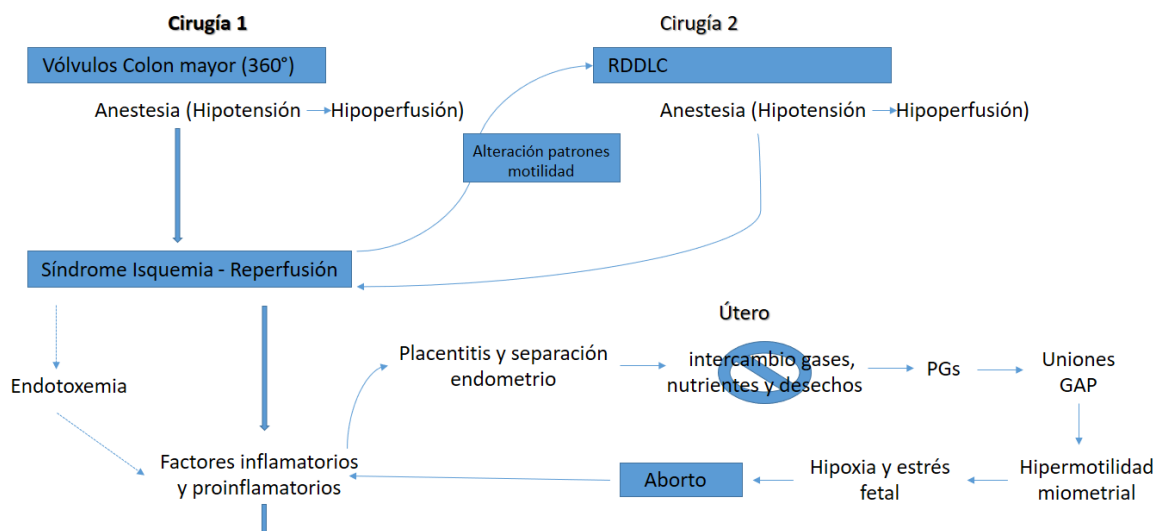 Cirugía 1
Cirugía 2
Vólvulos Colon mayor (360°)
RDDLC
Anestesia (Hipotensión
Hipoperfusión)
Anestesia (Hipotensión
Hipoperfusión)
Alteración patrones
motilidad
Síndrome Isquemia - Reperfusión
Útero
Placentitis y separación
endometrio
intercambio gases,
nutrientes y desechos
PGs
Uniones
GAP
Endotoxemia
Factores inflamatorios
y proinflamatorios
Aborto
Hipoxia y estrés
fetal
Hipermotilidad
miometrial